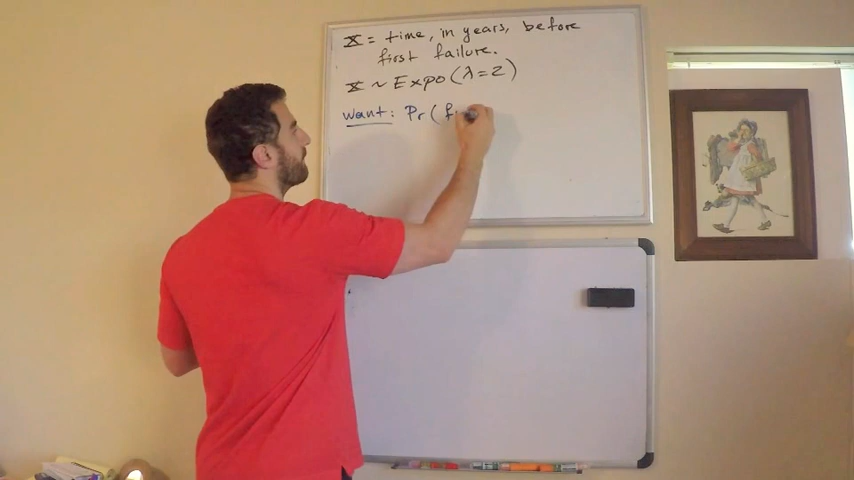 X = time, in years, before
first failure.
X ~ Expo(λ=2)
Want: Pr(f